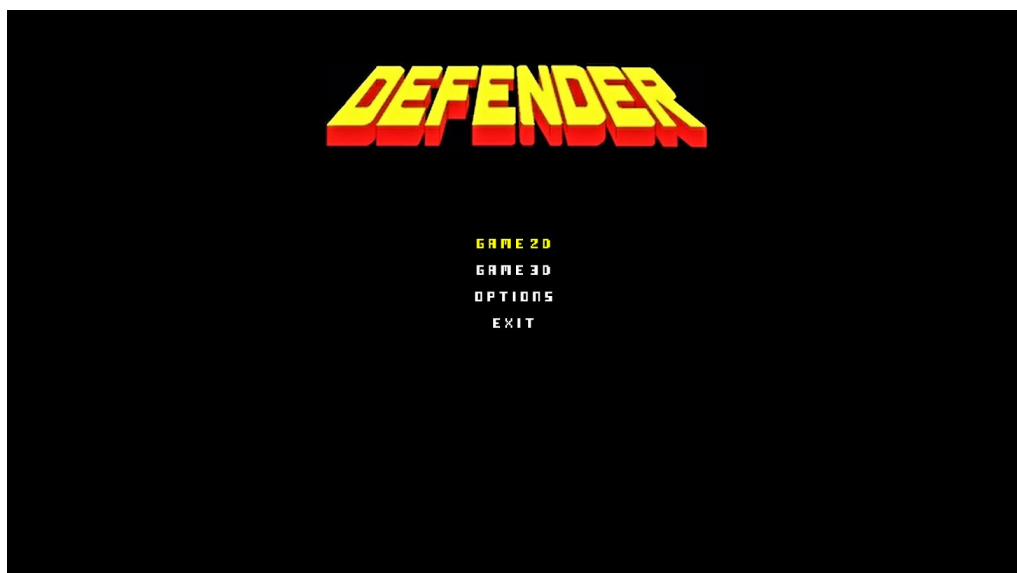 DEFENDER
GAME 2D
GAME 3D
OPTIONS
EXIT